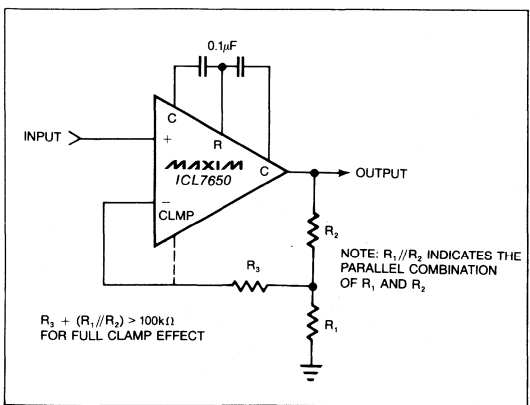 0.1µF
C
R
INPUT
+
MAXIM
ICL7650
C
OUTPUT
−
CLMP
R₂
NOTE: R₁//R₂ INDICATES THE
PARALLEL COMBINATION
OF R₁ AND R₂
R₃
R₃ + (R₁//R₂) > 100kΩ
FOR FULL CLAMP EFFECT
R₁